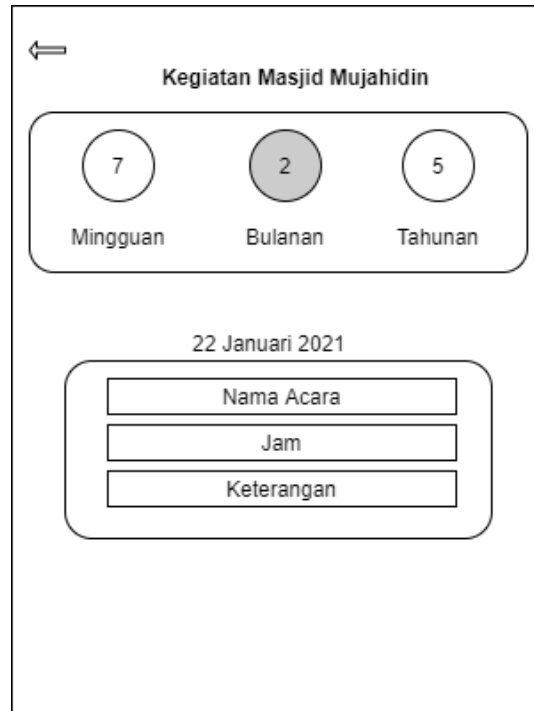 Kegiatan Masjid Mujahidin
7 2 5
Mingguan Bulanan Tahunan
22 Januari 2021
Nama Acara
Jam
Keterangan